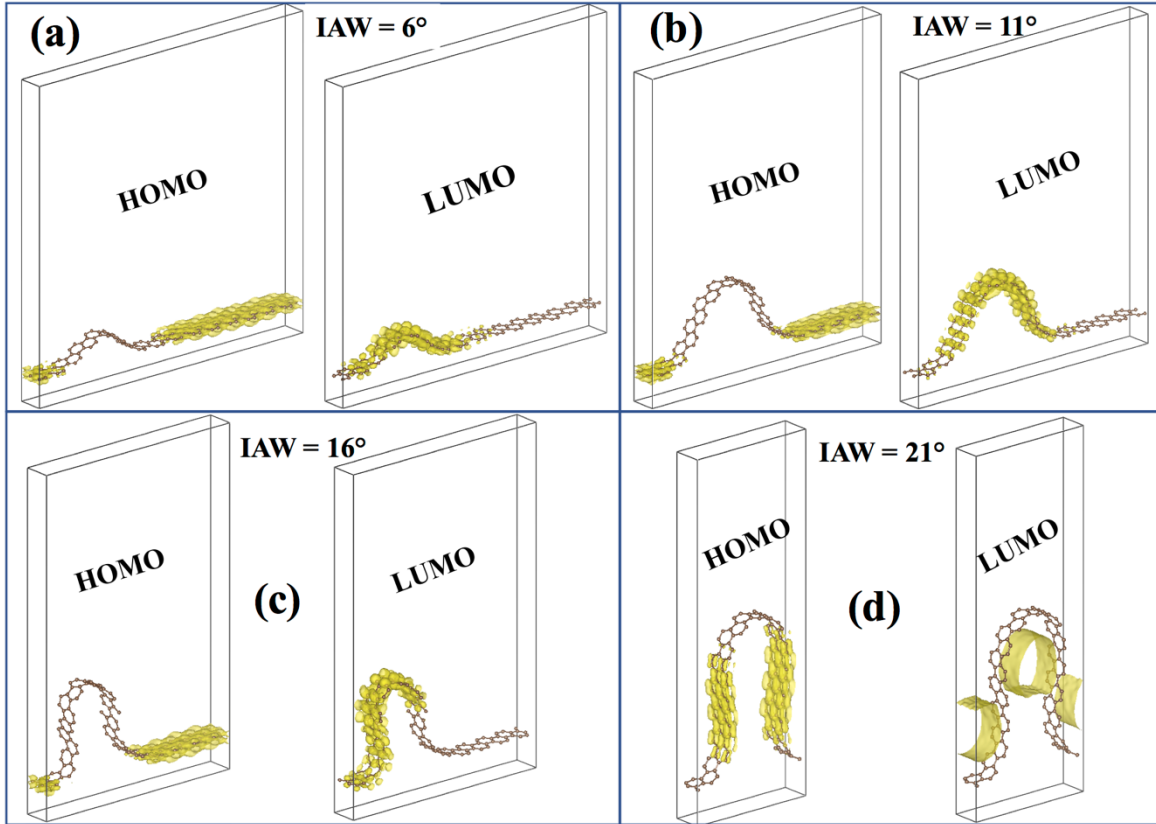 (a)
IAW = 6°
HOMO
LUMO
(b)
IAW = 11°
HOMO
LUMO
IAW = 16°
HOMO
LUMO
(c)
IAW = 21°
HOMO
LUMO
(d)